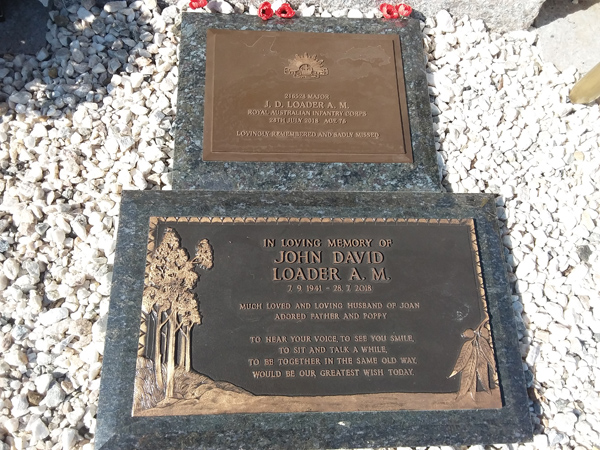 216528 MAJOR
J. D. LOADER A. M.
ROYAL AUSTRALIAN INFANTRY CORPS
28TH JULY 2018 AGE 76
LOVINGLY REMEMBERED AND SADLY MISSED
IN LOVING MEMORY OF
JOHN DAVID
LOADER A. M.
7. 9. 1941 - 28. 7. 2018
MUCH LOVED AND LOVING HUSBAND OF JOAN
ADORED FATHER AND POPPY
TO HEAR YOUR VOICE, TO SEE YOU SMILE,
TO SIT AND TALK A WHILE,
TO BE TOGETHER IN THE SAME OLD WAY,
WOULD BE OUR GREATEST WISH TODAY.